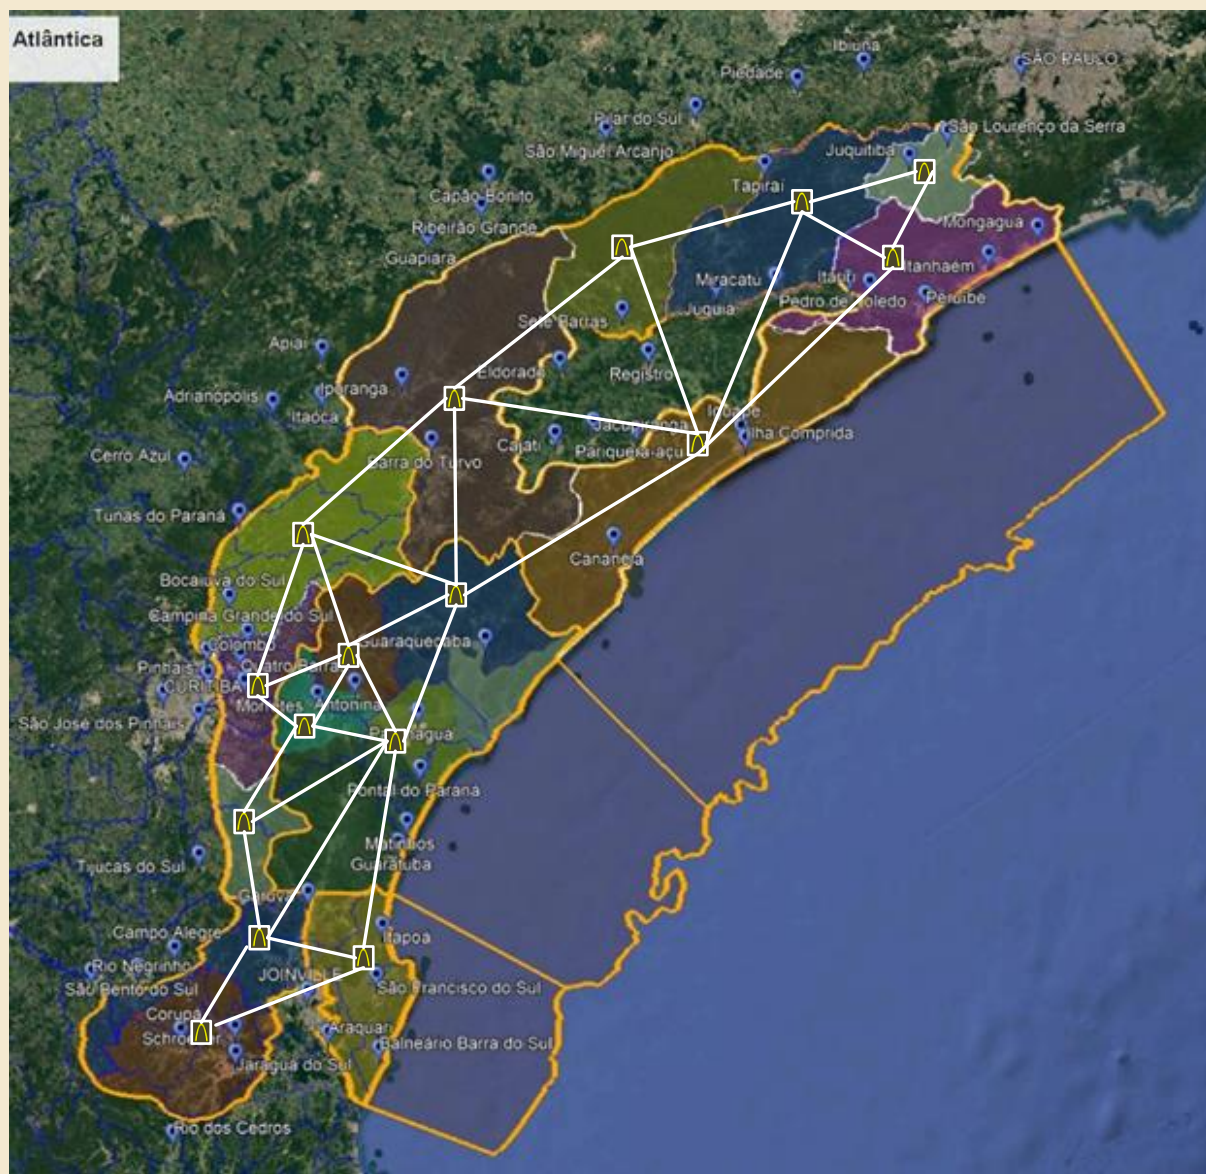 Atlântica
Ibiúna
SÃO PAULO
Piedade
Pilar do Sul
São Lourenço da Serra
São Miguel Arcanjo
Juquitiba
Tapiraí
Capão Bonito
Ribeirão Grande
Mongaguá
Guapiara
Itanhaém
Miracatu
Itariri
Pedro de Toledo
Peruíbe
Juquiá
Sete Barras
Apiaí
Eldorado
Registro
Iporanga
Adrianópolis
Itaóca
Iguape
Jacupiranga
Ilha Comprida
Cajati
Pariquera-açu
Cerro Azul
Barra do Turvo
Tunas do Paraná
Cananéia
Bocaiúva do Sul
Campina Grande do Sul
Colombo
Guaraqueçaba
Pinhais
Quatro Barras
CURITIBA
Morretes
Antonina
São José dos Pinhais
Paranaguá
Pontal do Paraná
Matinhos
Guaratuba
Tijucas do Sul
Garuva
Campo Alegre
Itapoá
Rio Negrinho
JOINVILLE
São Bento do Sul
São Francisco do Sul
Corupá
Schroeder
Araquari
Balneário Barra do Sul
Jaraguá do Sul
Rio dos Cedros